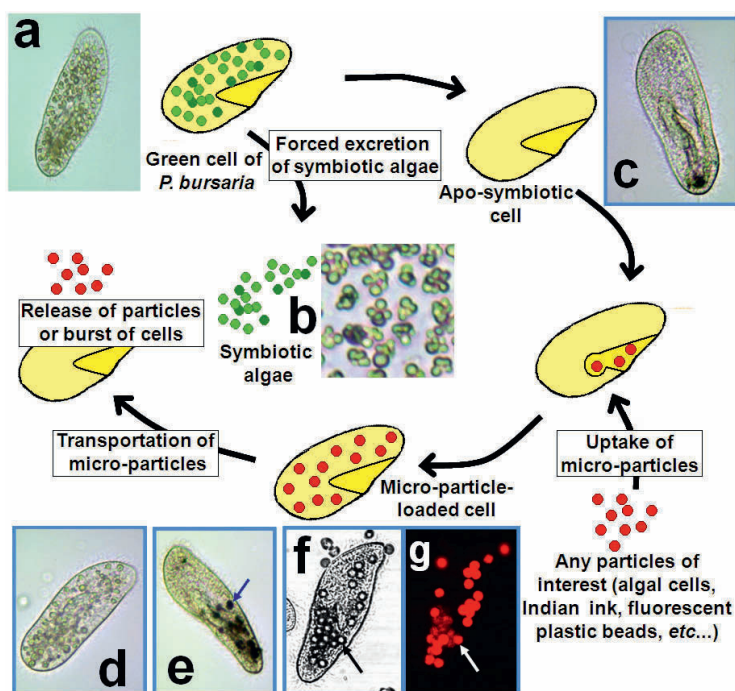 a
Green cell of
P. bursaria
Forced excretion
of symbiotic algae
Apo-symbiotic
cell
c
Release of particles
or burst of cells
b
Symbiotic
algae
Transportation of
micro-particles
Micro-particle-
loaded cell
Uptake of
micro-particles
Any particles of
interest (algal cells,
Indian ink, fluorescent
plastic beads, etc...)
d
e
f
g